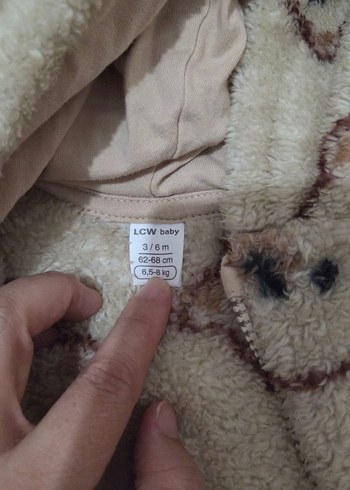 LCW baby
3 / 6 m
62-68 cm
6,5-8 kg